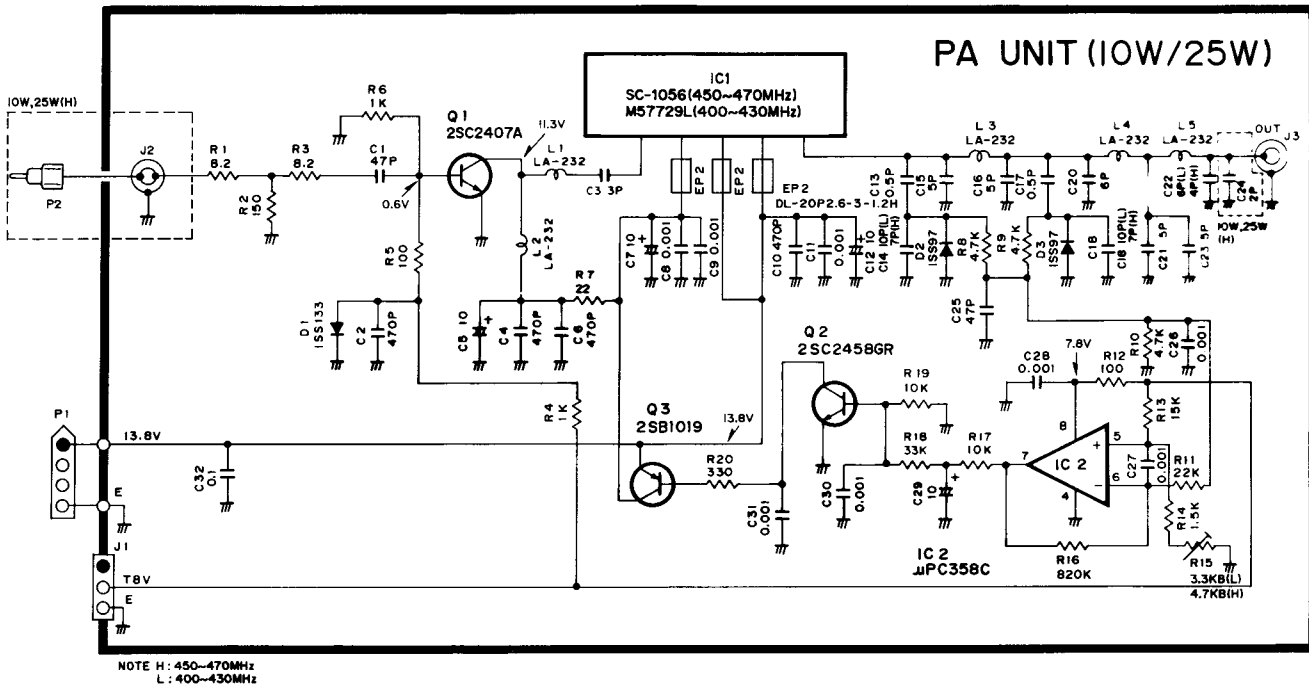 PA UNIT (10W/25W)
10W,25W(H)
P2
J2
R1
8.2
R2
150
R3
8.2
C1
47P
R6
1K
0.6V
Q1
2SC2407A
11.3V
L1
LA-232
C3 3P
IC1
SC-1056(450~470MHz)
M57729L(400~430MHz)
EP2
EP2
EP2
DL-20P2.6-3-1.2H
L3
LA-232
L4
LA-232
L5
LA-232
OUT
J3
C13
0.5P
C15
5P
C16
5P
C17
0.5P
C20
6P
C22
6P(L)
4P(H)
C24
2P
10W,25W
(H)
R5
100
L2
LA-232
R7
22
C7 10
C8 0.001
C9 0.001
C10 470P
C11
0.001
C12 10
C14 10P(L)
7P(H)
D2
1SS97
R8
4.7K
R9
4.7K
D3
1SS97
C18
10P(L)
7P(H)
C21
5P
C23 5P
D1
1SS133
C2
470P
C5 10
C4
470P
C6
470P
C25
47P
R10
4.7K
C26
0.001
Q2
2SC2458GR
R19
10K
C28
0.001
7.8V
R12
100
R13
15K
R4
1K
Q3
2SB1019
13.8V
R20
330
R18
33K
R17
10K
7
8
IC 2
4
+
5
-
6
C27
0.001
R11
22K
R14
1.5K
P1
13.8V
C32
0.1
E
C31
0.001
C30
0.001
C29
10
IC 2
μPC358C
R16
820K
R15
3.3KB(L)
4.7KB(H)
J1
T8V
E
NOTE H: 450~470MHz
L: 400~430MHz